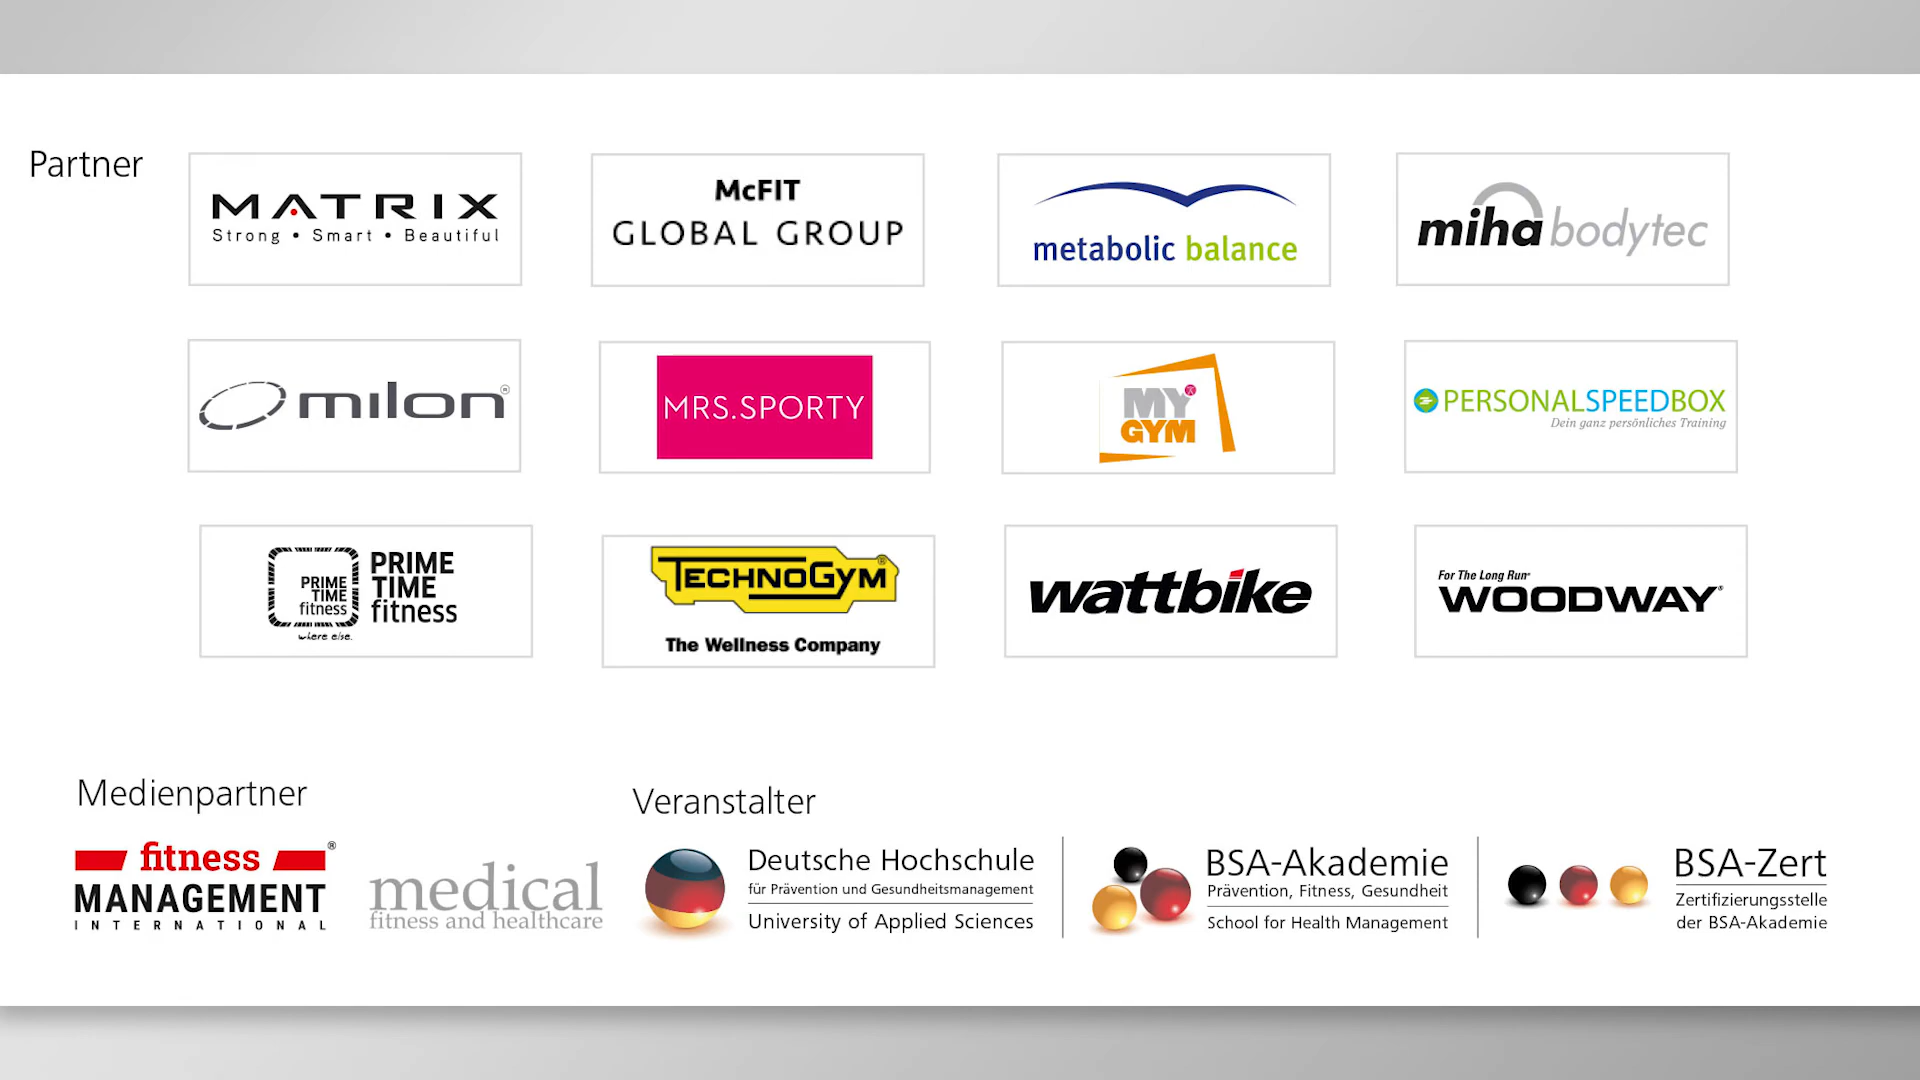 Partner
MATRIX
Strong • Smart • Beautiful
McFIT
GLOBAL GROUP
metabolic balance
miha bodytec
milon®
MRS.SPORTY
MY
GYM
PERSONALSPEEDBOX
Dein ganz persönliches Training
PRIME
TIME
fitness
where else.
PRIME
TIME
fitness
TECHNOGYM®
The Wellness Company
wattbike
For The Long Run®
WOODWAY®
Medienpartner
fitness®
MANAGEMENT
INTERNATIONAL
medical
fitness and healthcare
Veranstalter
Deutsche Hochschule
für Prävention und Gesundheitsmanagement
University of Applied Sciences
BSA-Akademie
Prävention, Fitness, Gesundheit
School for Health Management
BSA-Zert
Zertifizierungsstelle
der BSA-Akademie